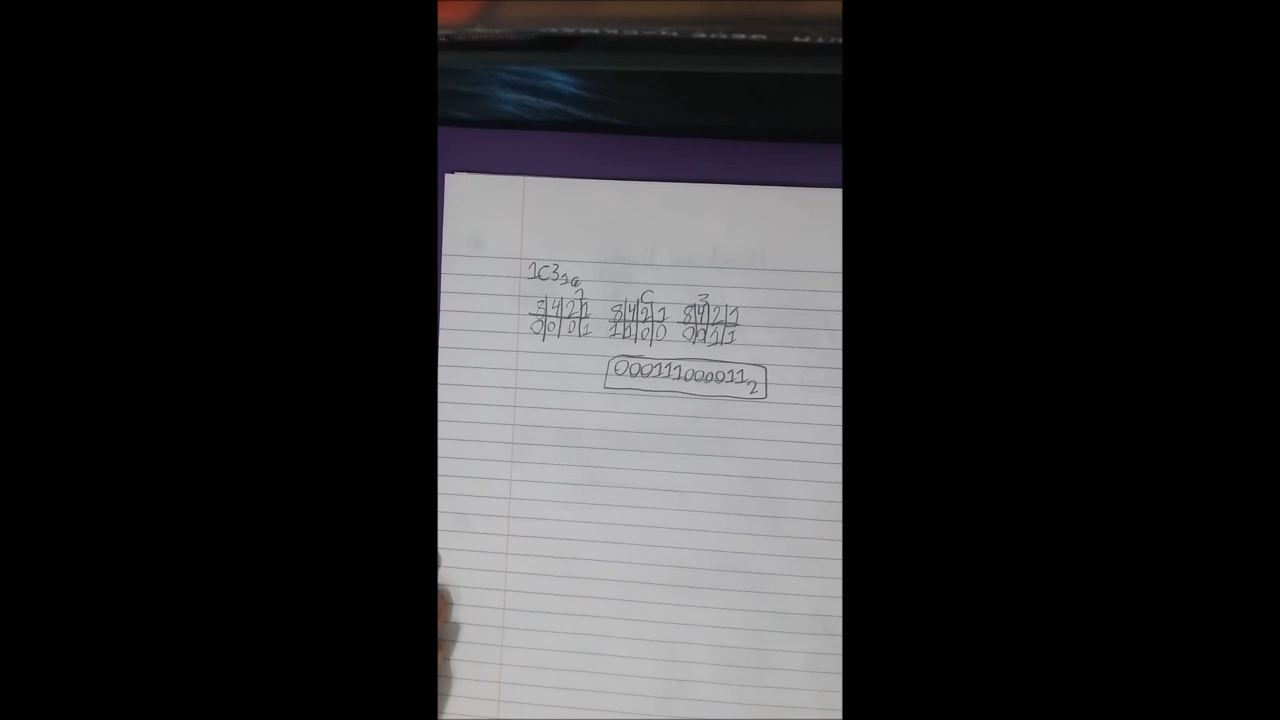 1C3₁₆
1 C 3
8 4 2 1 8 4 2 1 8 4 2 1
0 0 0 1 1 1 0 0 0 0 1 1
000111000011₂